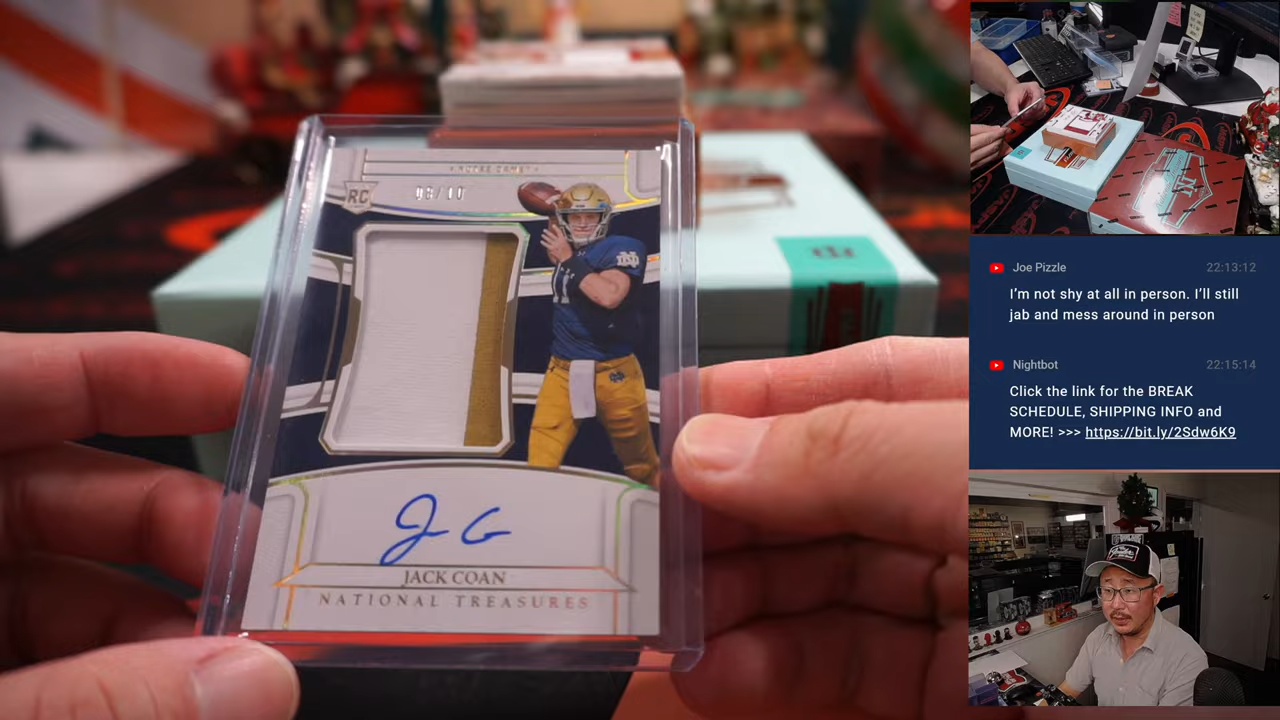 NOTRE DAME
RC
08/10
ND
J C
JACK COAN
NATIONAL TREASURES
Joe Pizzle
22:13:12
I'm not shy at all in person. I'll still
jab and mess around in person
Nightbot
22:15:14
Click the link for the BREAK
SCHEDULE, SHIPPING INFO and
MORE! >>> https://bit.ly/2Sdw6K9